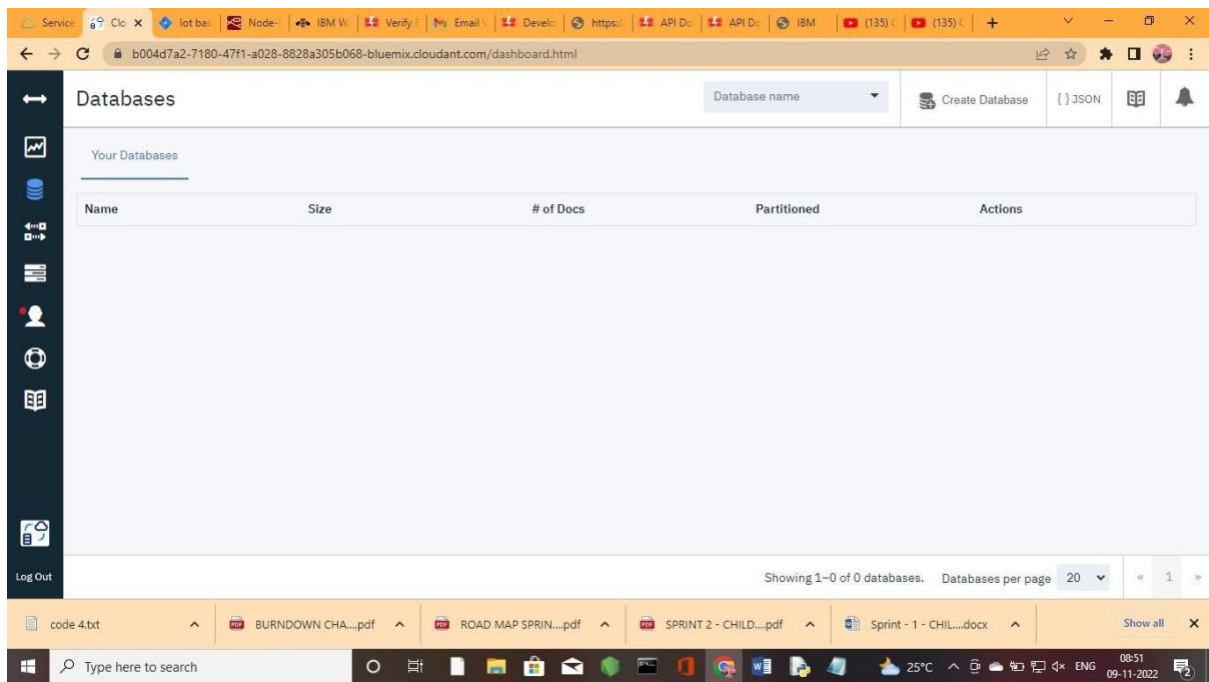 Service
Clo
Iot bas
Node-
IBM W
Verify E
Email V
Develo
https:/
API Do
API Do
IBM
(135) C
(135) C
b004d7a2-7180-47f1-a028-8828a305b068-bluemix.cloudant.com/dashboard.html
Databases
Database name
Create Database
{ } JSON
Your Databases
Name Size # of Docs Partitioned Actions
Showing 1–0 of 0 databases. Databases per page 20 « 1 »
Log Out
code 4.txt
BURNDOWN CHA....pdf
ROAD MAP SPRIN....pdf
SPRINT 2 - CHILD....pdf
Sprint - 1 - CHIL....docx
Show all
Type here to search
25°C
ENG
08:51
09-11-2022
2